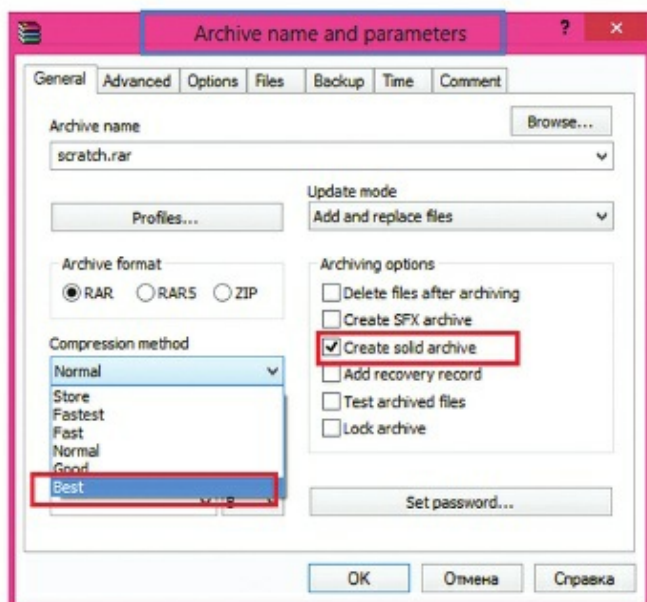 Archive name and parameters
? ×
General Advanced Options Files Backup Time Comment
Archive name
Browse...
scratch.rar
Update mode
Profiles...
Add and replace files
Archive format
RAR RAR5 ZIP
Archiving options
Delete files after archiving
Create SFX archive
Create solid archive
Add recovery record
Test archived files
Lock archive
Compression method
Normal
Store
Fastest
Fast
Normal
Good
Best
Set password...
OK Отмена Справка